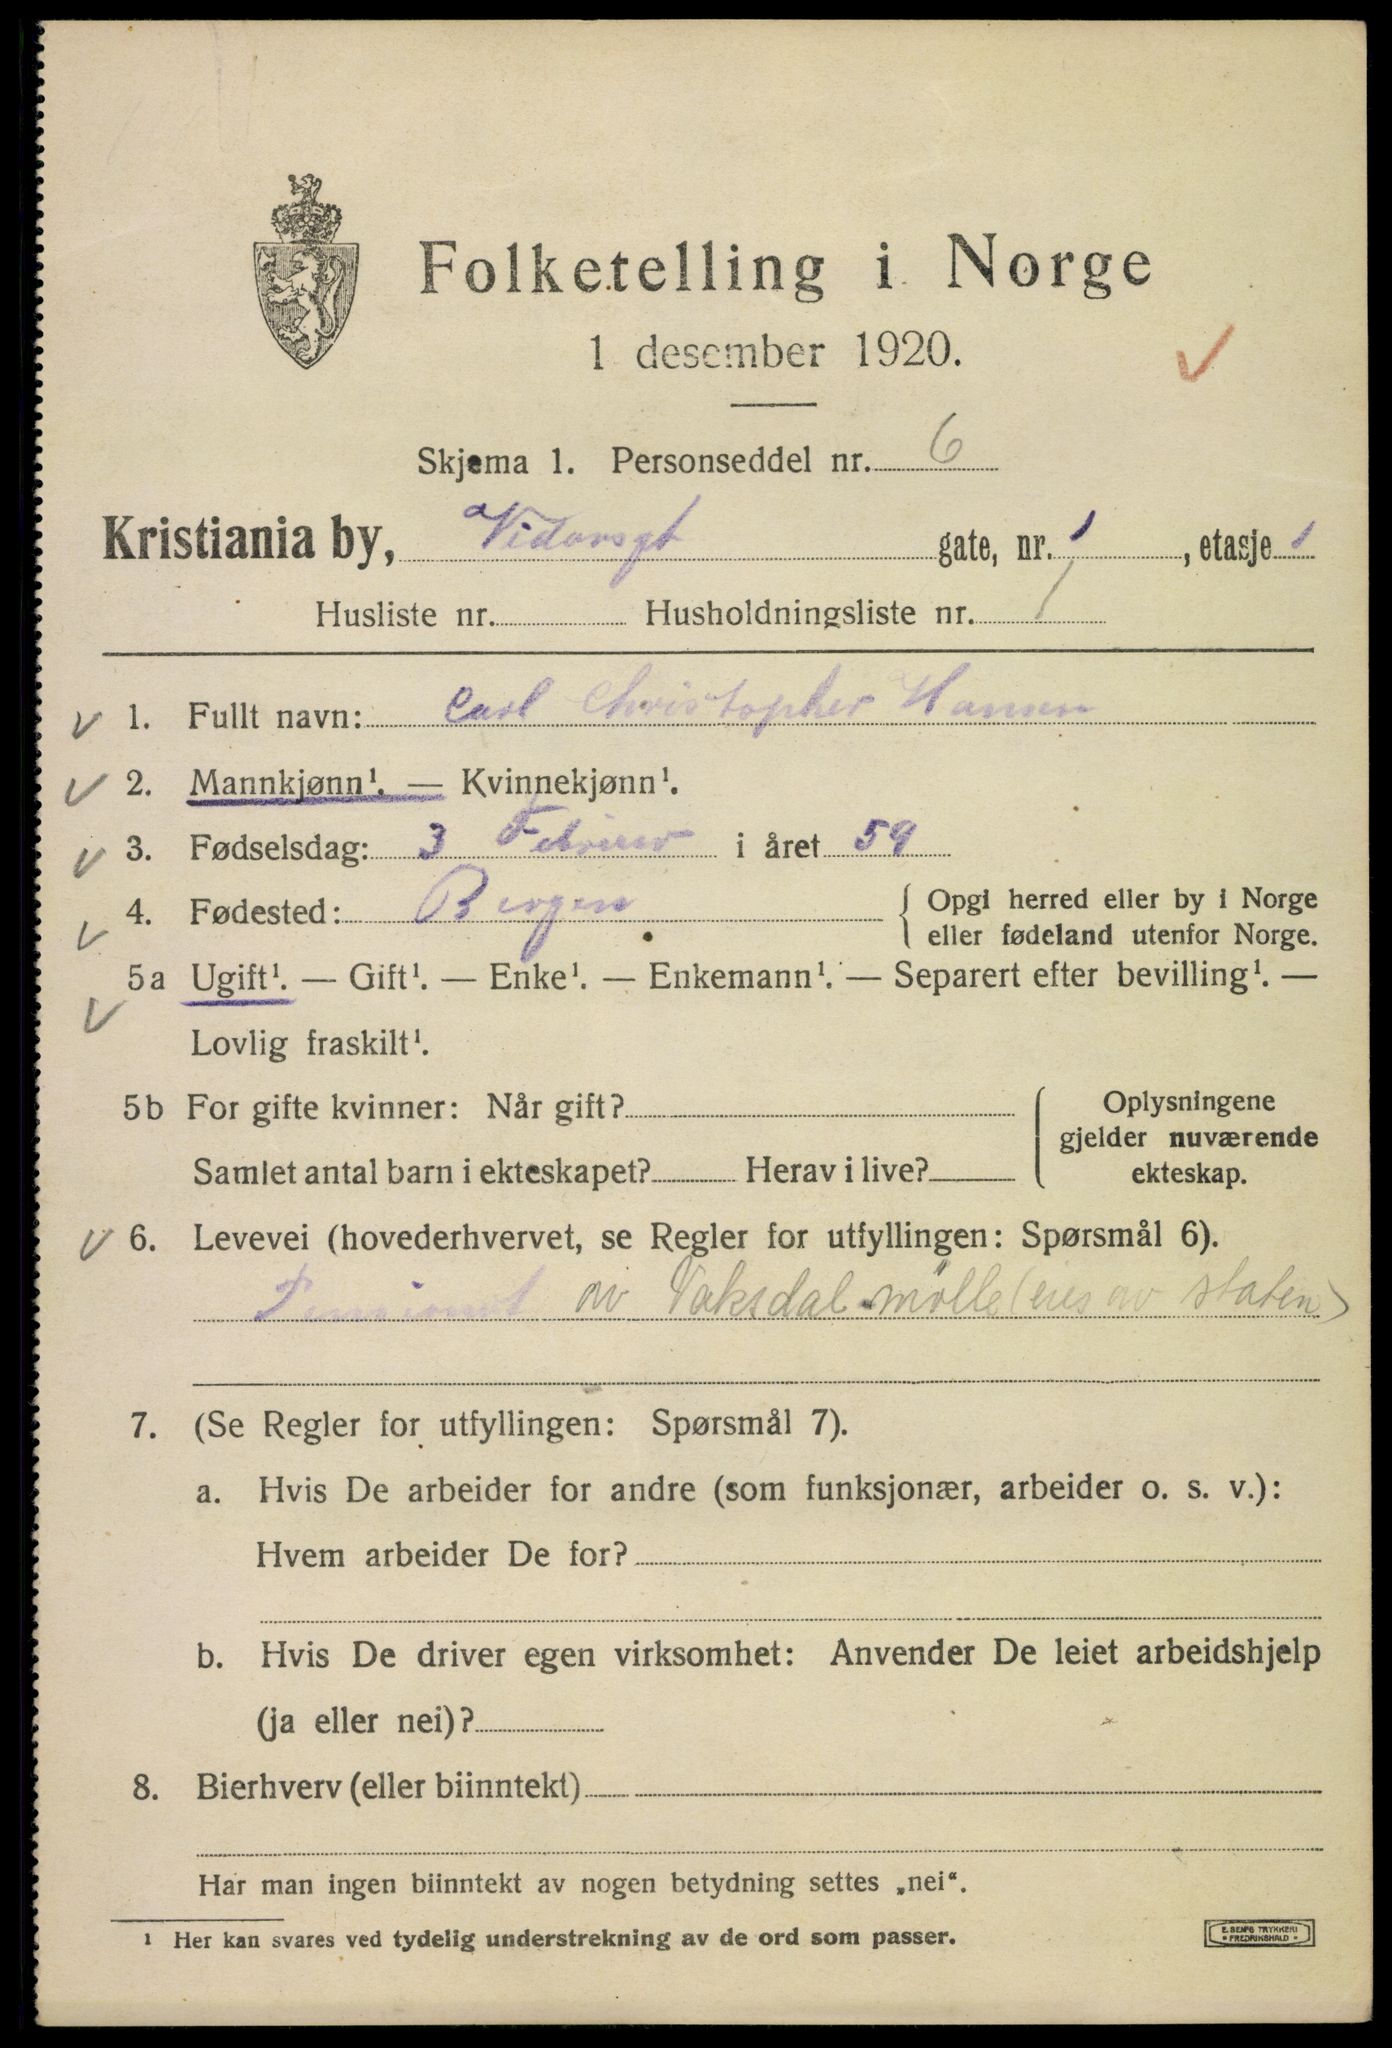 Folketelling i Norge
1 desember 1920.
Skjema 1. Personseddel nr. 6
Kristiania by, Vidarsgt gate, nr. 1, etasje 1
Husliste nr. Husholdningsliste nr. 1
1. Fullt navn: Carl Christopher Hansen
2. Mannkjønn¹. — Kvinnekjønn¹.
3. Fødselsdag: 3 Februar i året 59
4. Fødested: Bergen { Opgi herred eller by i Norge
eller fødeland utenfor Norge.
5a Ugift¹. — Gift¹. — Enke¹. — Enkemann¹. — Separert efter bevilling¹. —
Lovlig fraskilt¹.
5b For gifte kvinner: Når gift?
Samlet antal barn i ekteskapet? Herav i live?
Oplysningene
gjelder nuværende
ekteskap.
6. Levevei (hovederhvervet, se Regler for utfyllingen: Spørsmål 6).
Pensionist av Vaksdal mölle (eies av staten)
7. (Se Regler for utfyllingen: Spørsmål 7).
a. Hvis De arbeider for andre (som funksjonær, arbeider o. s. v.):
Hvem arbeider De for?
b. Hvis De driver egen virksomhet: Anvender De leiet arbeidshjelp
(ja eller nei)?
8. Bierhverv (eller biinntekt)
Har man ingen biinntekt av nogen betydning settes „nei“.
1 Her kan svares ved tydelig understrekning av de ord som passer.
E. SEM'S TRYKKERI
FREDRIKSHALD